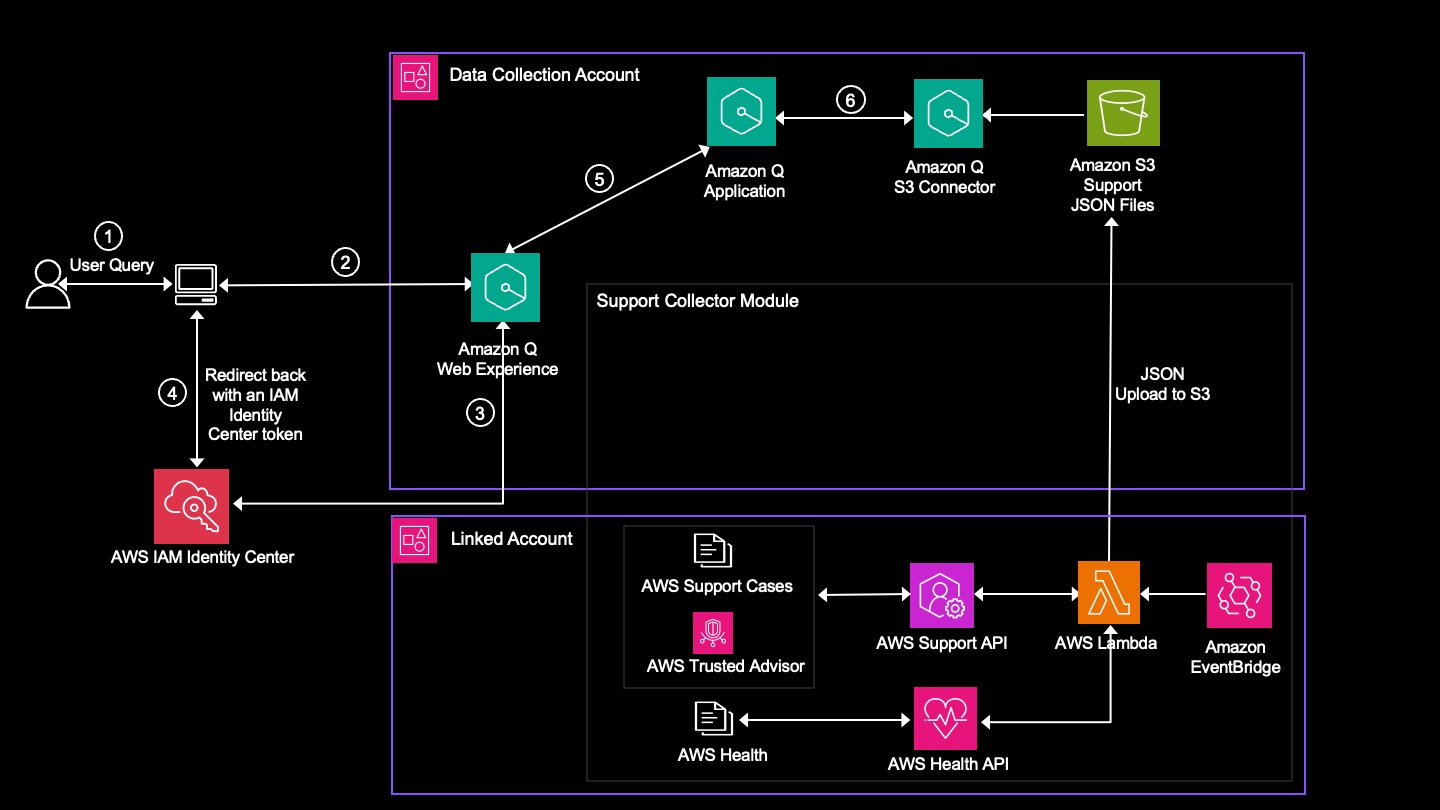 Data Collection Account
6
Amazon Q
Application
Amazon Q
S3 Connector
Amazon S3
Support
JSON Files
5
1
User Query
2
Support Collector Module
Amazon Q
Web Experience
4
Redirect back
with an IAM
Identity
Center token
3
JSON
Upload to S3
AWS IAM Identity Center
Linked Account
AWS Support Cases
AWS Trusted Advisor
AWS Support API
AWS Lambda
Amazon
EventBridge
AWS Health
AWS Health API